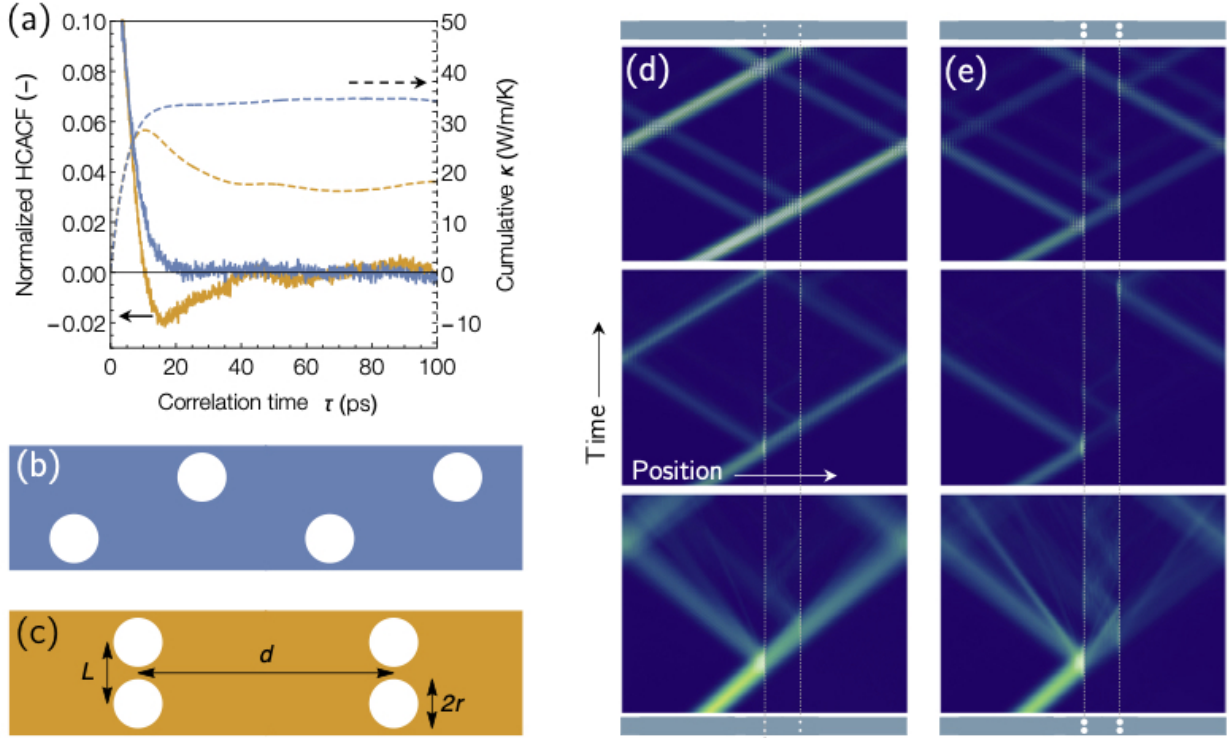 (a)
0.10
0.08
0.06
0.04
0.02
0.00
−0.02
Normalized HCACF (–)
50
40
30
20
10
0
−10
Cumulative κ (W/m/K)
0 20 40 60 80 100
Correlation time τ (ps)
(b)
(c)
L
d
2r
(d)
(e)
Time
Position